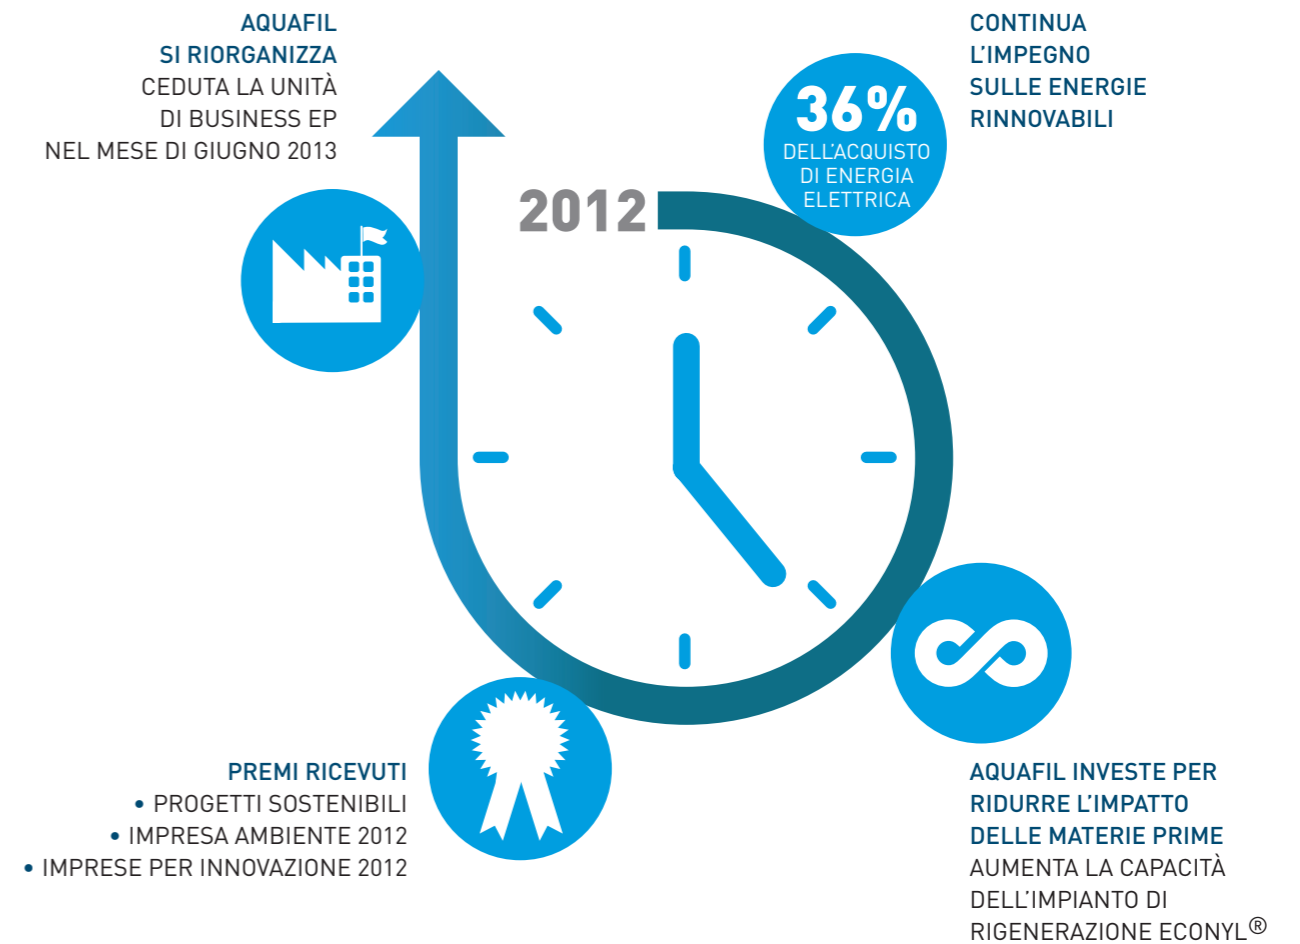 AQUAFIL
SI RIORGANIZZA
CEDUTA LA UNITÀ
DI BUSINESS EP
NEL MESE DI GIUGNO 2013
CONTINUA
L'IMPEGNO
SULLE ENERGIE
RINNOVABILI
36%
DELL'ACQUISTO
DI ENERGIA
ELETTRICA
2012
PREMI RICEVUTI
• PROGETTI SOSTENIBILI
• IMPRESA AMBIENTE 2012
• IMPRESE PER INNOVAZIONE 2012
AQUAFIL INVESTE PER
RIDURRE L'IMPATTO
DELLE MATERIE PRIME
AUMENTA LA CAPACITÀ
DELL'IMPIANTO DI
RIGENERAZIONE ECONYL®